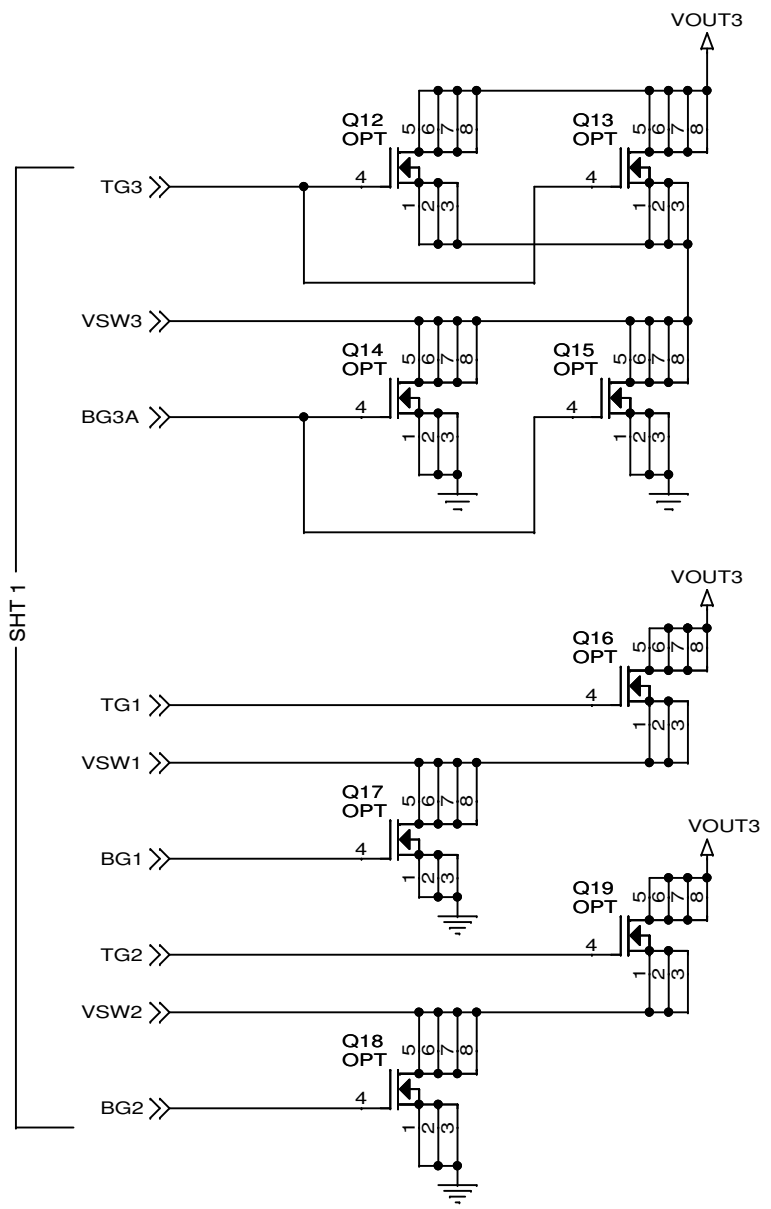 VOUT3
Q12
OPT
5 6 7 8
Q13
OPT
5 6 7 8
TG3
4
1 2 3
4
1 2 3
VSW3
Q14
OPT
5 6 7 8
Q15
OPT
5 6 7 8
BG3A
4
1 2 3
4
1 2 3
SHT 1
VOUT3
Q16
OPT
5 6 7 8
TG1
4
1 2 3
VSW1
Q17
OPT
5 6 7 8
BG1
4
1 2 3
VOUT3
Q19
OPT
5 6 7 8
TG2
4
1 2 3
VSW2
Q18
OPT
5 6 7 8
BG2
4
1 2 3